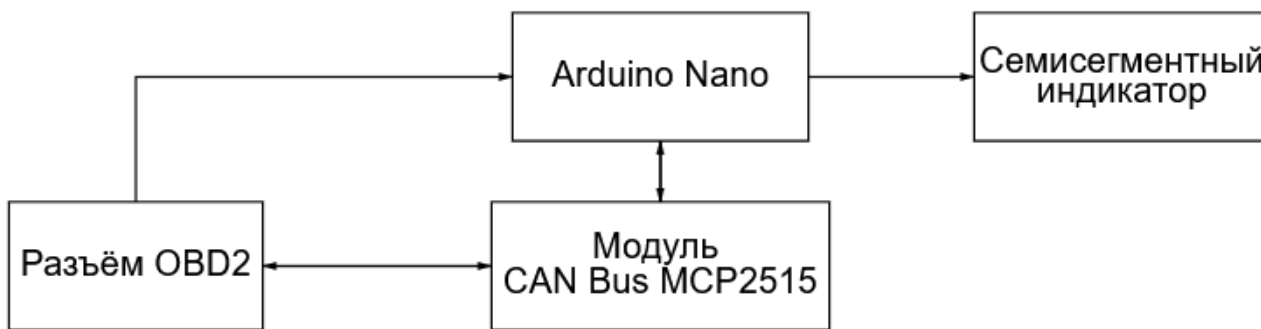 Arduino Nano
Семисегментный
индикатор
Разъём OBD2
Модуль
CAN Bus MCP2515